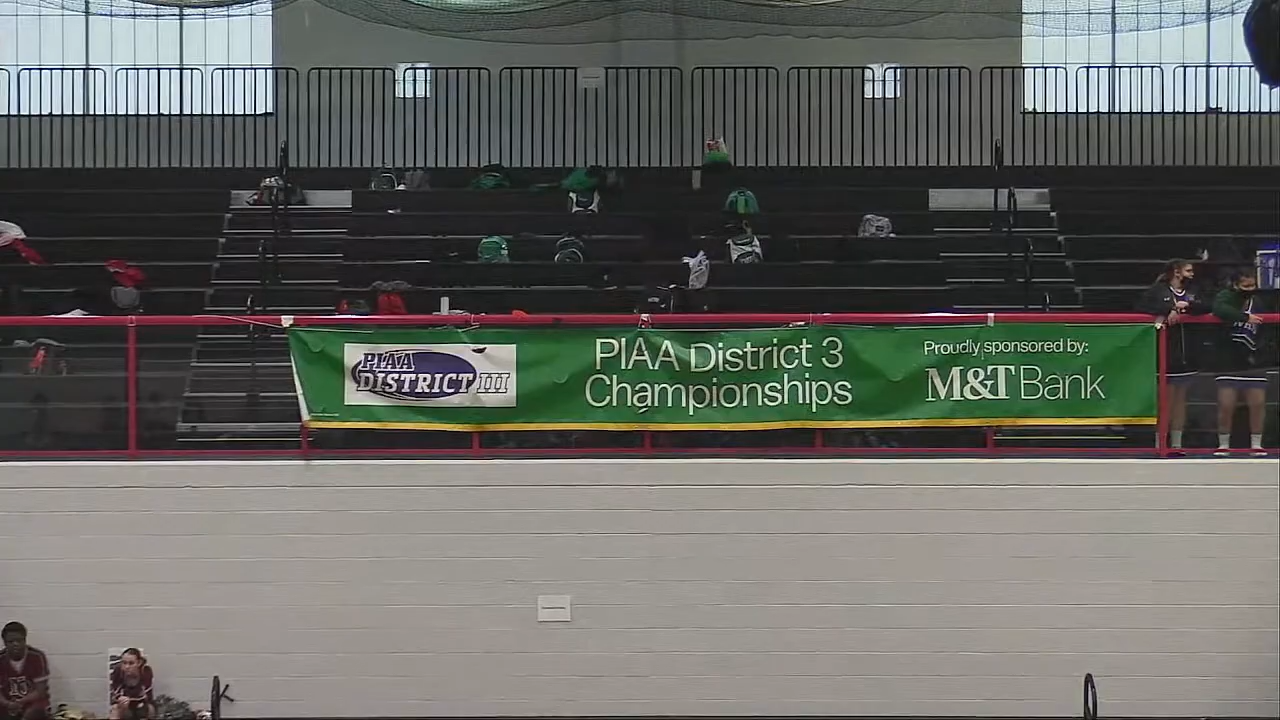 PIAA
DISTRICT III
PIAA District 3
Championships
Proudly sponsored by:
M&T Bank